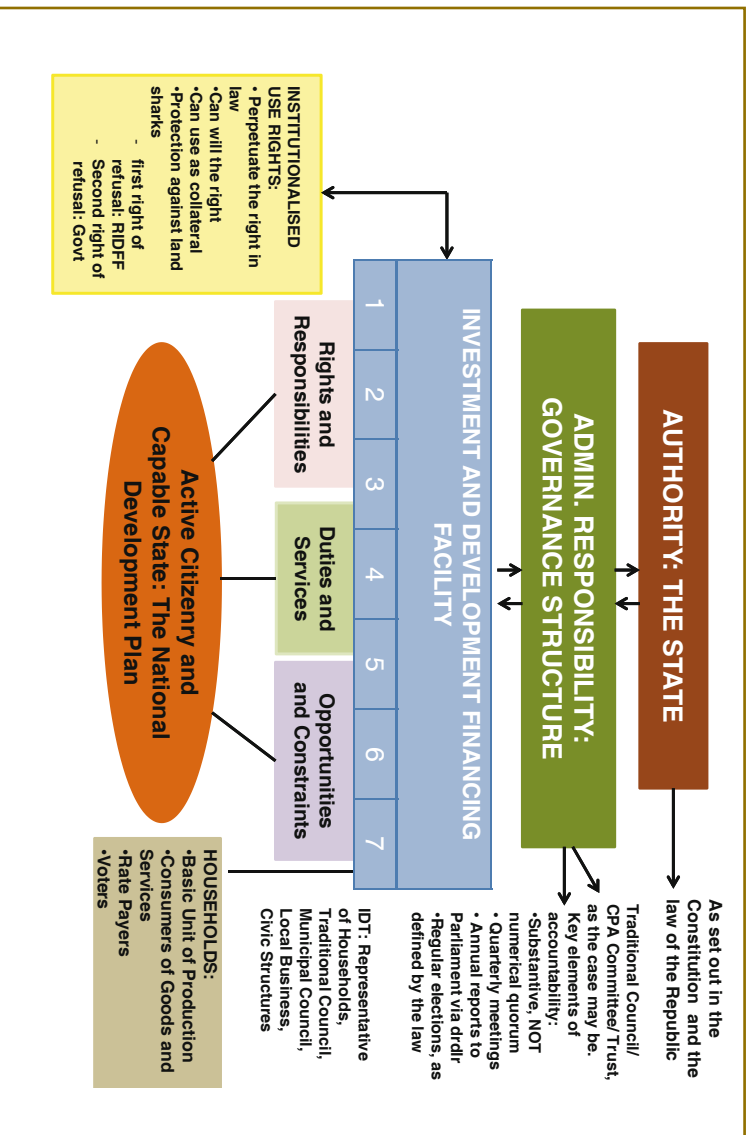 AUTHORITY: THE STATE
As set out in the
Constitution and the
law of the Republic
ADMIN. RESPONSIBILITY:
GOVERNANCE STRUCTURE
Traditional Council/
CPA Committee/ Trust,
as the case may be.
Key elements of
accountability:
•Substantive, NOT
numerical quorum
• Quarterly meetings
• Annual reports to
Parliament via drdlr
•Regular elections, as
defined by the law
INVESTMENT AND DEVELOPMENT FINANCING
FACILITY
1 2 3 4 5 6 7
IDT: Representative
of Households,
Traditional Council,
Municipal Council,
Local Business,
Civic Structures
Rights and
Responsibilities
Duties and
Services
Opportunities
and Constraints
INSTITUTIONALISED
USE RIGHTS:
• Perpetuate the right in
law
•Can will the right
•Can use as collateral
•Protection against land
sharks
- first right of
refusal: RIDFF
- Second right of
refusal: Govt
Active Citizenry and
Capable State: The National
Development Plan
HOUSEHOLDS:
•Basic Unit of Production
•Consumers of Goods and
Services
•Rate Payers
•Voters